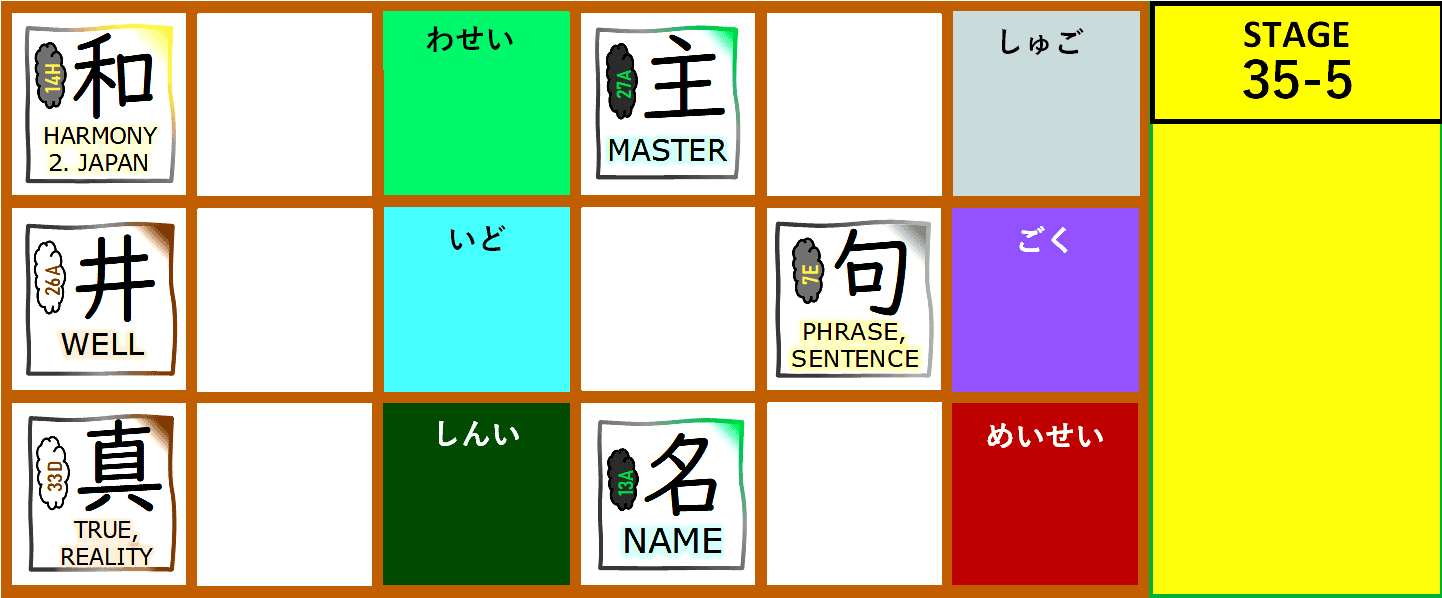 14H
和
HARMONY
2. JAPAN
わせい
27A
主
MASTER
しゅご
STAGE
35-5
26A
井
WELL
いど
7E
句
PHRASE,
SENTENCE
ごく
33D
真
TRUE,
REALITY
しんい
13A
名
NAME
めいせい